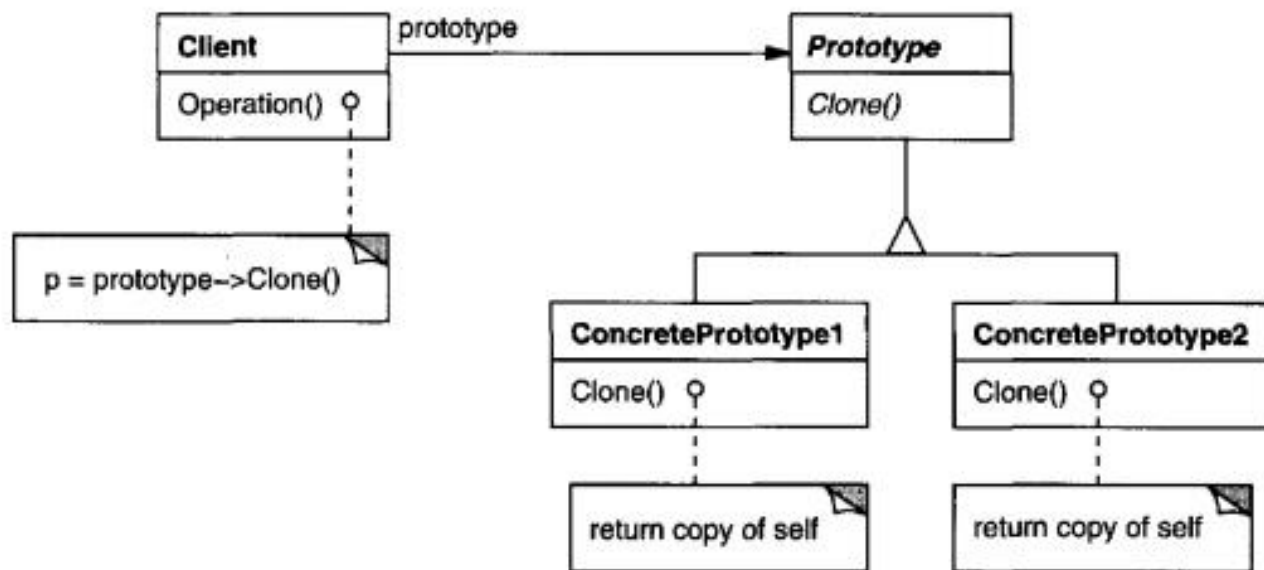 Client
prototype
Prototype
Operation()
Clone()
p = prototype->Clone()
ConcretePrototype1
ConcretePrototype2
Clone()
Clone()
return copy of self
return copy of self